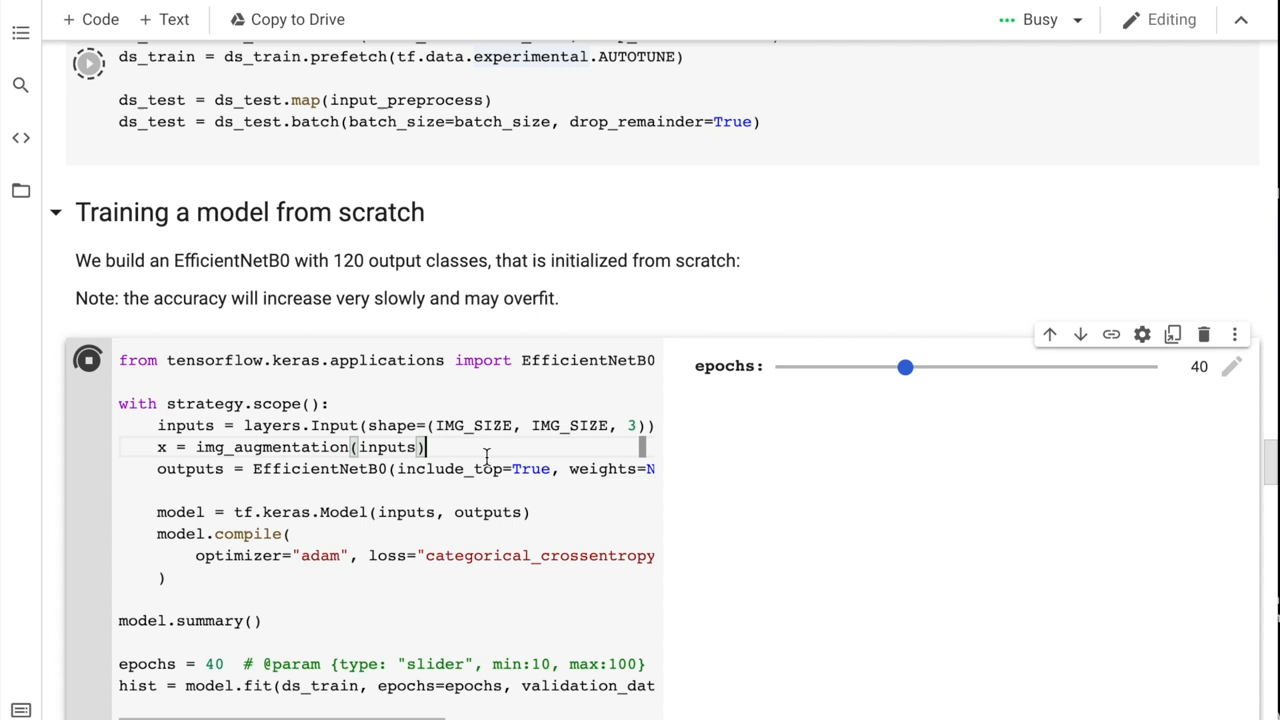 + Code + Text Copy to Drive Busy Editing
ds_train = ds_train.prefetch(tf.data.experimental.AUTOTUNE)
ds_test = ds_test.map(input_preprocess)
ds_test = ds_test.batch(batch_size=batch_size, drop_remainder=True)
Training a model from scratch
We build an EfficientNetB0 with 120 output classes, that is initialized from scratch:
Note: the accuracy will increase very slowly and may overfit.
from tensorflow.keras.applications import EfficientNetB0
epochs: 40
with strategy.scope():
inputs = layers.Input(shape=(IMG_SIZE, IMG_SIZE, 3))
x = img_augmentation(inputs)
outputs = EfficientNetB0(include_top=True, weights=N
model = tf.keras.Model(inputs, outputs)
model.compile(
optimizer="adam", loss="categorical_crossentropy
)
model.summary()
epochs = 40 # @param {type: "slider", min:10, max:100}
hist = model.fit(ds_train, epochs=epochs, validation_dat